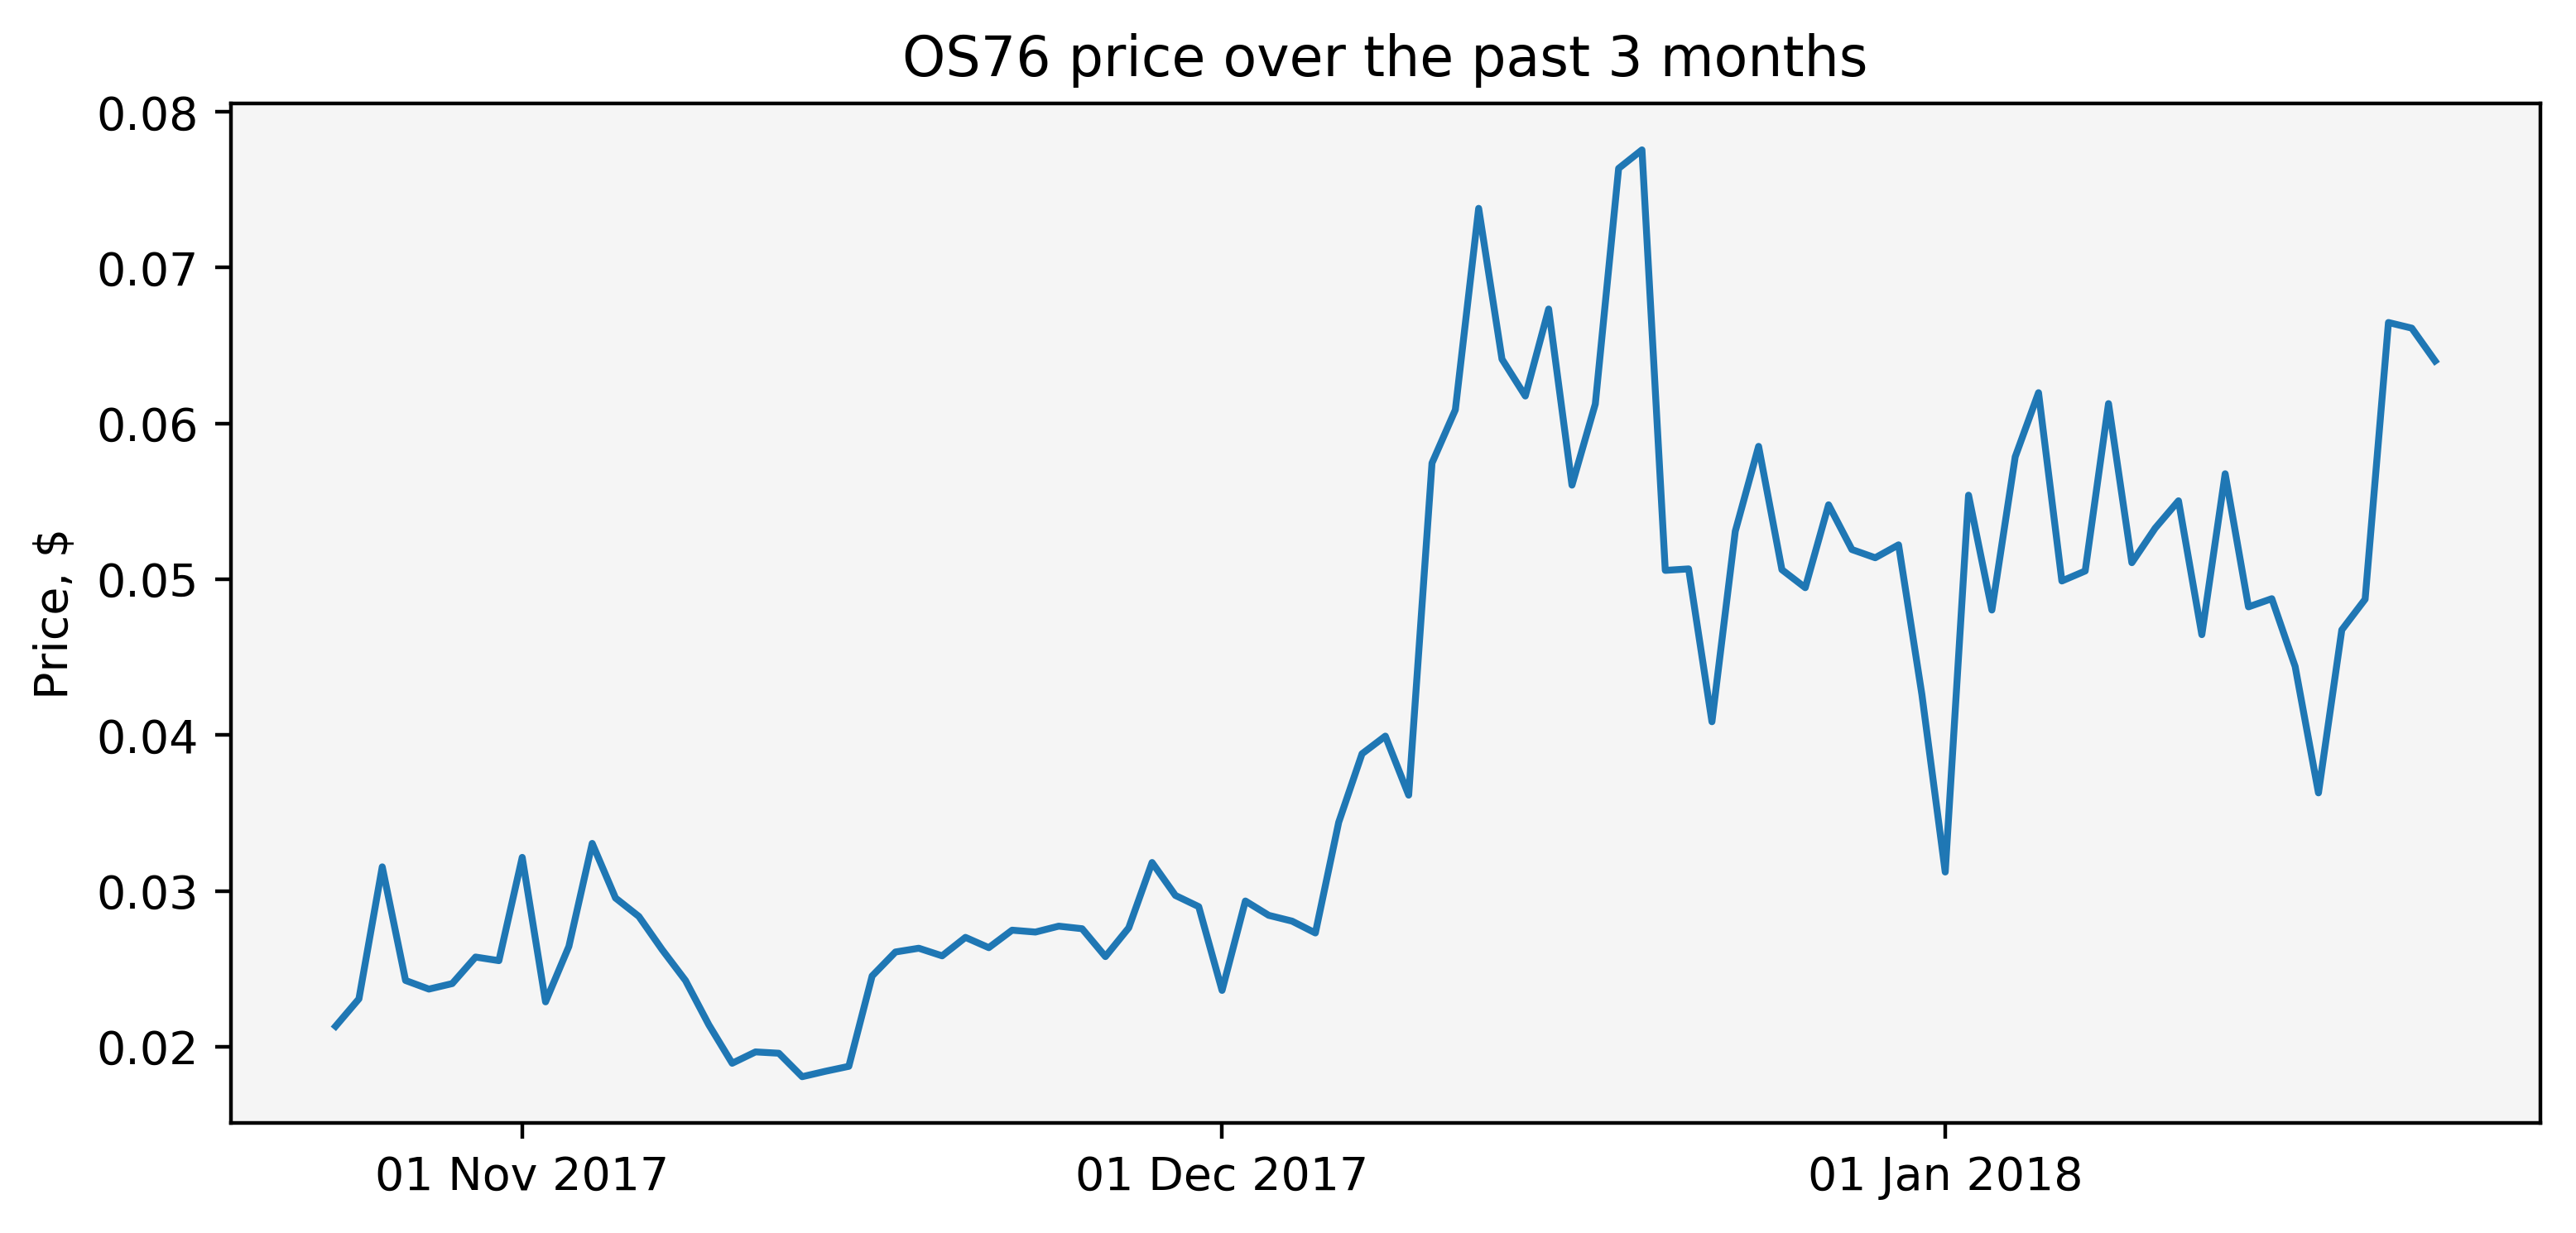 OS76 price over the past 3 months
0.08
0.07
0.06
0.05
0.04
0.03
0.02
Price, $
01 Nov 2017
01 Dec 2017
01 Jan 2018